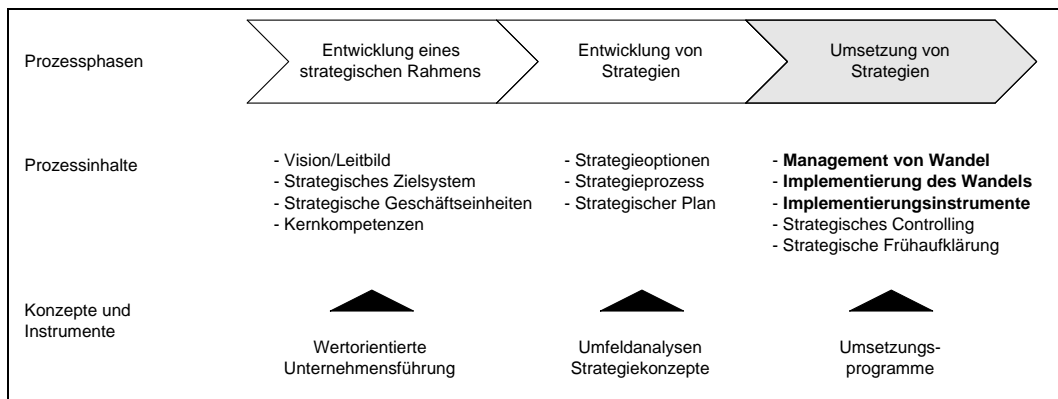 Prozessphasen
Entwicklung eines
strategischen Rahmens
Entwicklung von
Strategien
Umsetzung von
Strategien
Prozessinhalte
- Vision/Leitbild
- Strategisches Zielsystem
- Strategische Geschäftseinheiten
- Kernkompetenzen
- Strategieoptionen
- Strategieprozess
- Strategischer Plan
- Management von Wandel
- Implementierung des Wandels
- Implementierungsinstrumente
- Strategisches Controlling
- Strategische Frühaufklärung
Konzepte und
Instrumente
Wertorientierte
Unternehmensführung
Umfeldanalysen
Strategiekonzepte
Umsetzungs-
programme